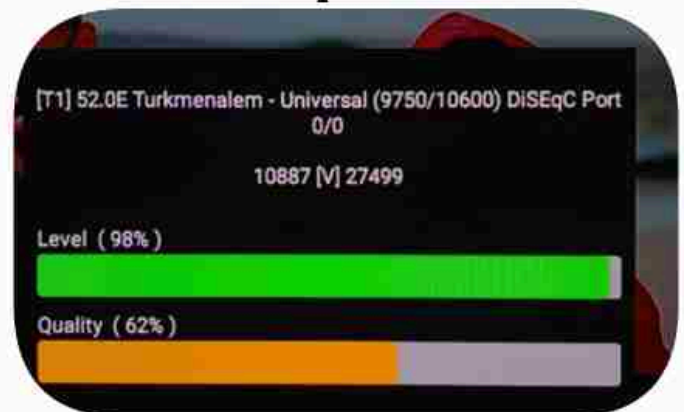 [T1] 52.0E Turkmenalem - Universal (9750/10600) DiSEqC Port
0/0
10887 [V] 27499
Level ( 98% )
Quality ( 62% )